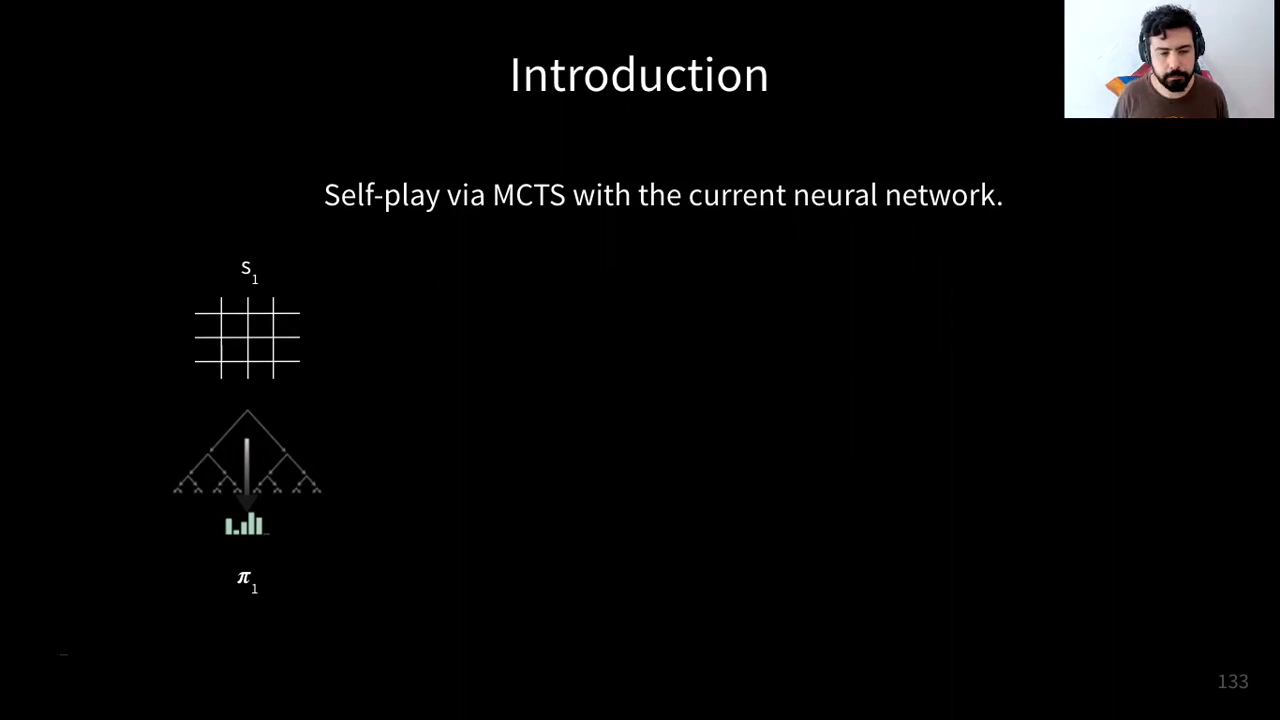 Introduction
Self-play via MCTS with the current neural network.
s₁
π₁
133